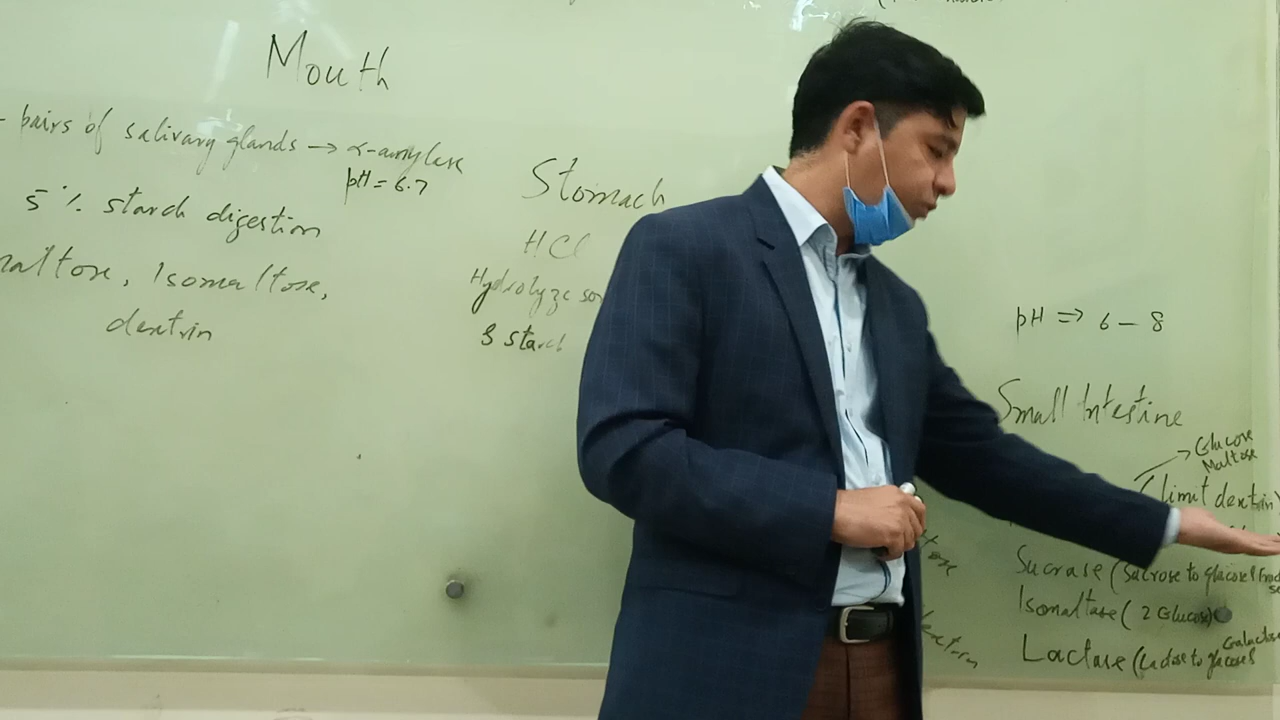 Mouth
- pairs of salivary glands → α-amylase
pH = 6.7
5 % starch digestion
maltose, Isomaltose,
dextrin
Stomach
HCl
Hydrolyze
& starch
pH => 6 - 8
Small Intestine
→ Glucose
Maltose
(limit dextrin)
Sucrase (Sucrose to glucose &
Isomaltase ( 2 Glucose)
Galactose
Lactase (Lactose to glucose &